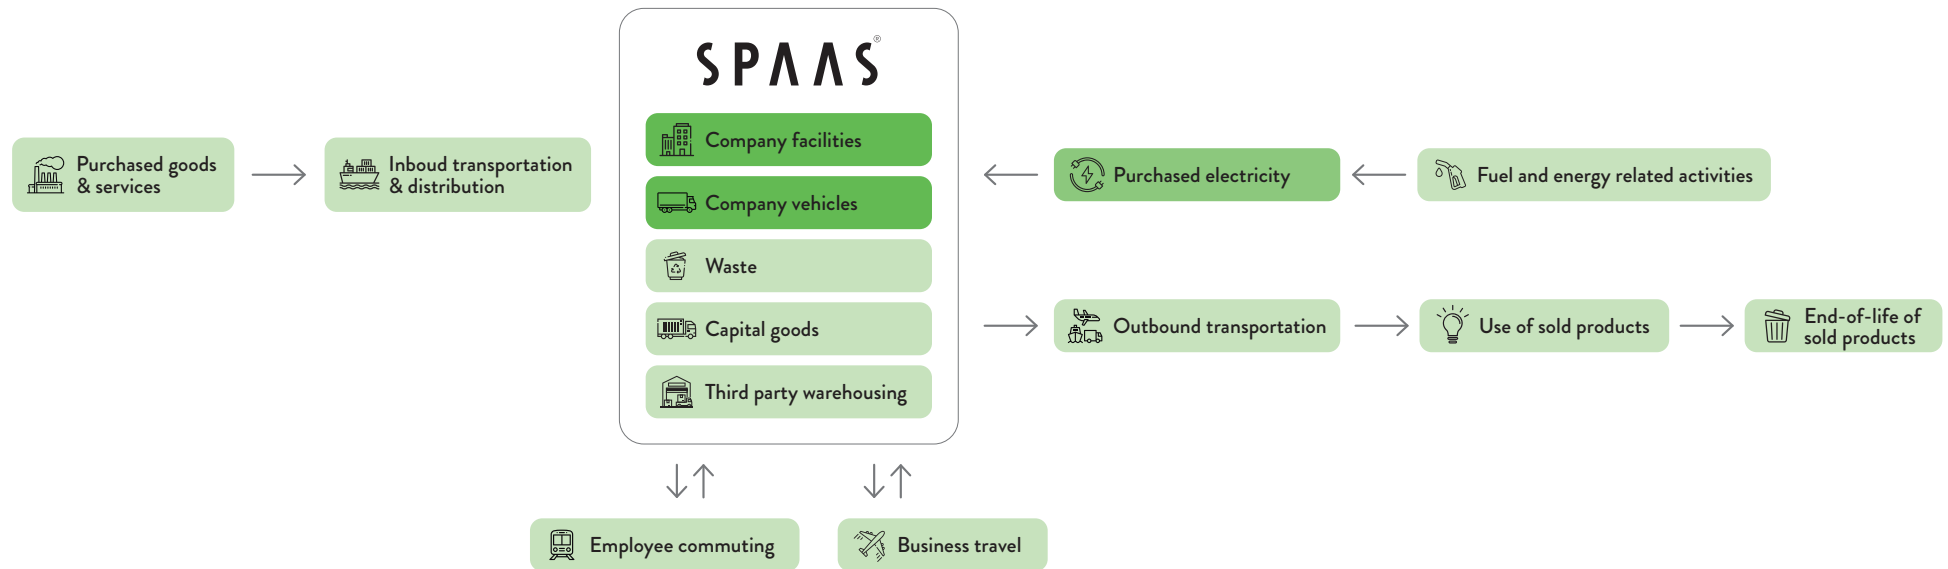 SPAAS®
Purchased goods
& services
Inboud transportation
& distribution
Company facilities
Company vehicles
Waste
Capital goods
Third party warehousing
Purchased electricity
Fuel and energy related activities
Outbound transportation
Use of sold products
End-of-life of
sold products
Employee commuting
Business travel